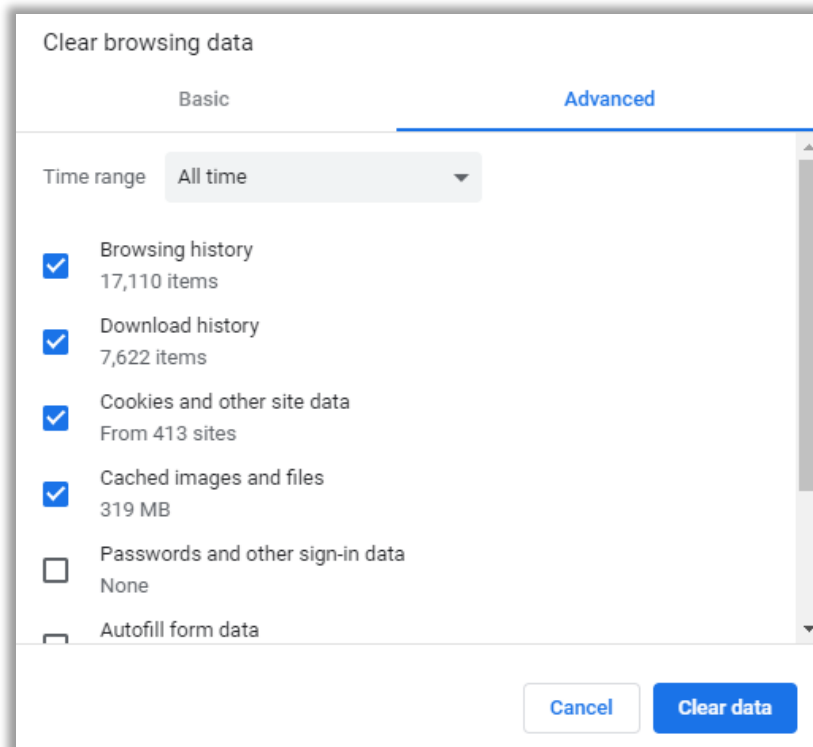 Clear browsing data
Basic
Advanced
Time range
All time
Browsing history
17,110 items
Download history
7,622 items
Cookies and other site data
From 413 sites
Cached images and files
319 MB
Passwords and other sign-in data
None
Autofill form data
Cancel
Clear data